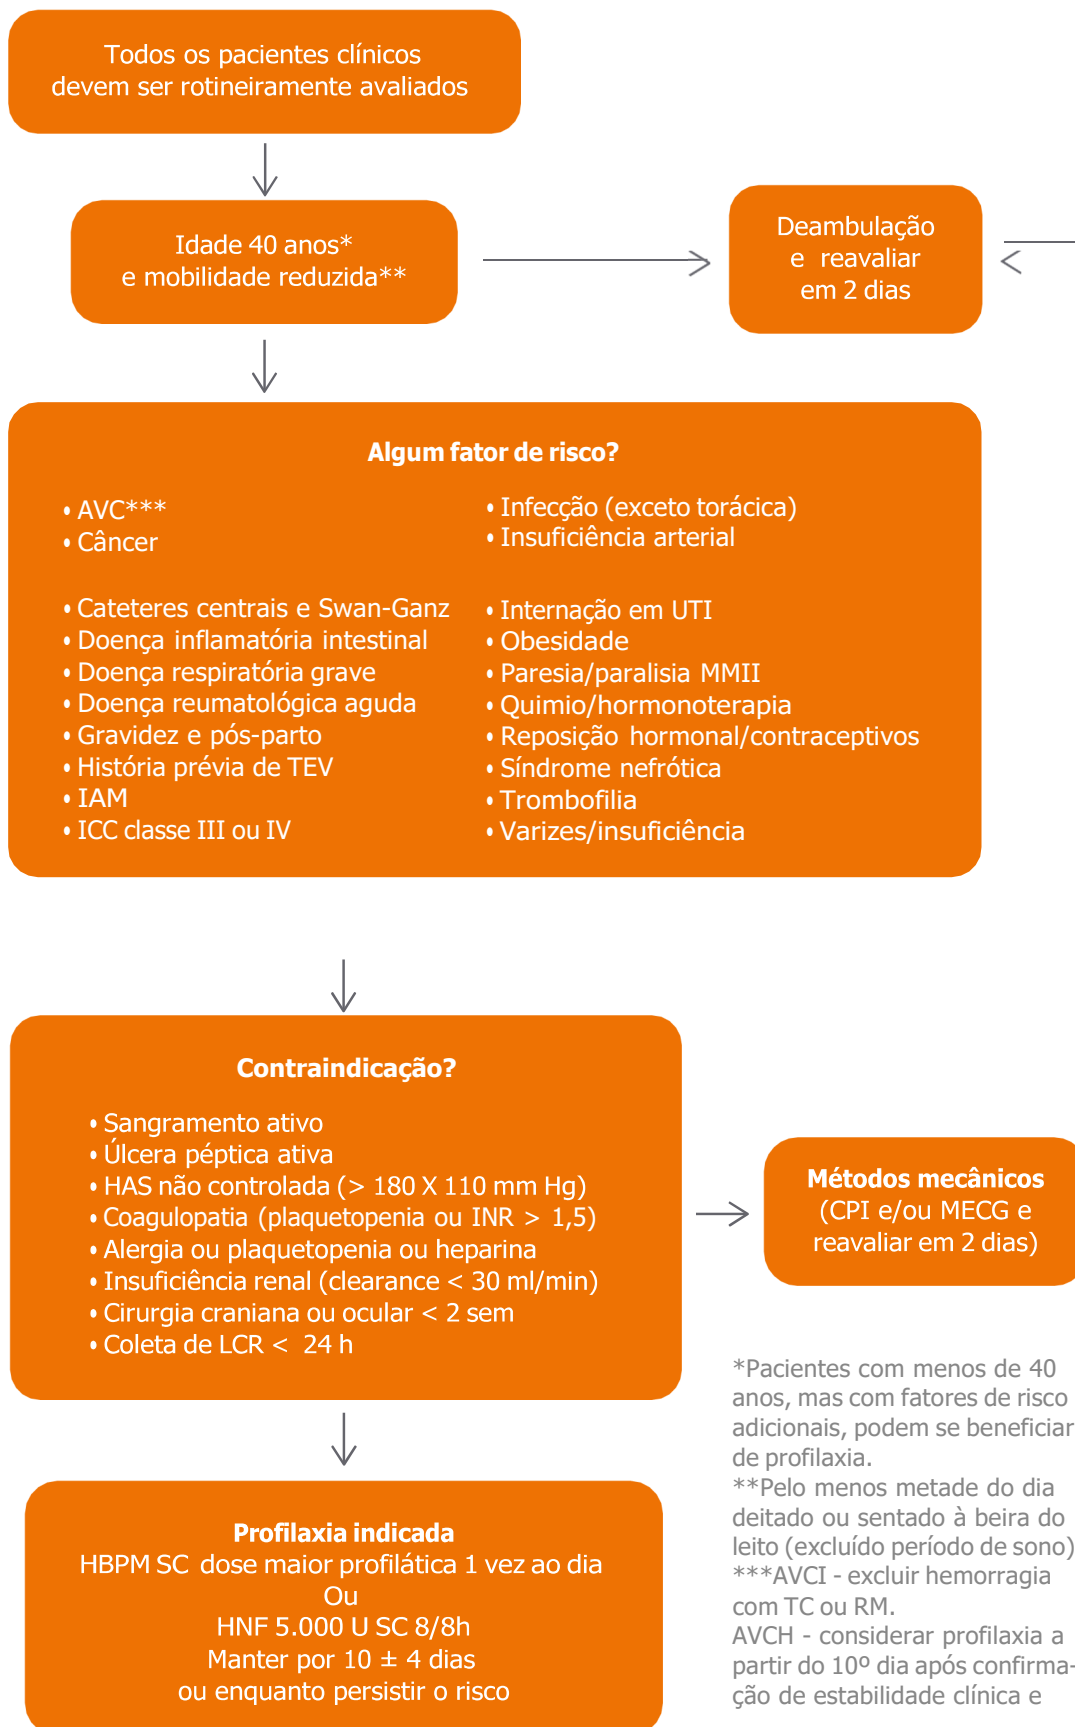 Todos os pacientes clínicos
devem ser rotineiramente avaliados
Idade 40 anos*
e mobilidade reduzida**
Deambulação
e reavaliar
em 2 dias
Algum fator de risco?
• AVC***
• Câncer
• Cateteres centrais e Swan-Ganz
• Doença inflamatória intestinal
• Doença respiratória grave
• Doença reumatológica aguda
• Gravidez e pós-parto
• História prévia de TEV
• IAM
• ICC classe III ou IV
• Infecção (exceto torácica)
• Insuficiência arterial
• Internação em UTI
• Obesidade
• Paresia/paralisia MMII
• Quimio/hormonoterapia
• Reposição hormonal/contraceptivos
• Síndrome nefrótica
• Trombofilia
• Varizes/insuficiência
Contraindicação?
• Sangramento ativo
• Úlcera péptica ativa
• HAS não controlada (> 180 X 110 mm Hg)
• Coagulopatia (plaquetopenia ou INR > 1,5)
• Alergia ou plaquetopenia ou heparina
• Insuficiência renal (clearance < 30 ml/min)
• Cirurgia craniana ou ocular < 2 sem
• Coleta de LCR < 24 h
Métodos mecânicos
(CPI e/ou MECG e
reavaliar em 2 dias)
Profilaxia indicada
HBPM SC dose maior profilática 1 vez ao dia
Ou
HNF 5.000 U SC 8/8h
Manter por 10 ± 4 dias
ou enquanto persistir o risco
*Pacientes com menos de 40
anos, mas com fatores de risco
adicionais, podem se beneficiar
de profilaxia.
**Pelo menos metade do dia
deitado ou sentado à beira do
leito (excluído período de sono)
***AVCI - excluir hemorragia
com TC ou RM.
AVCH - considerar profilaxia a
partir do 10º dia após confirma-
ção de estabilidade clínica e